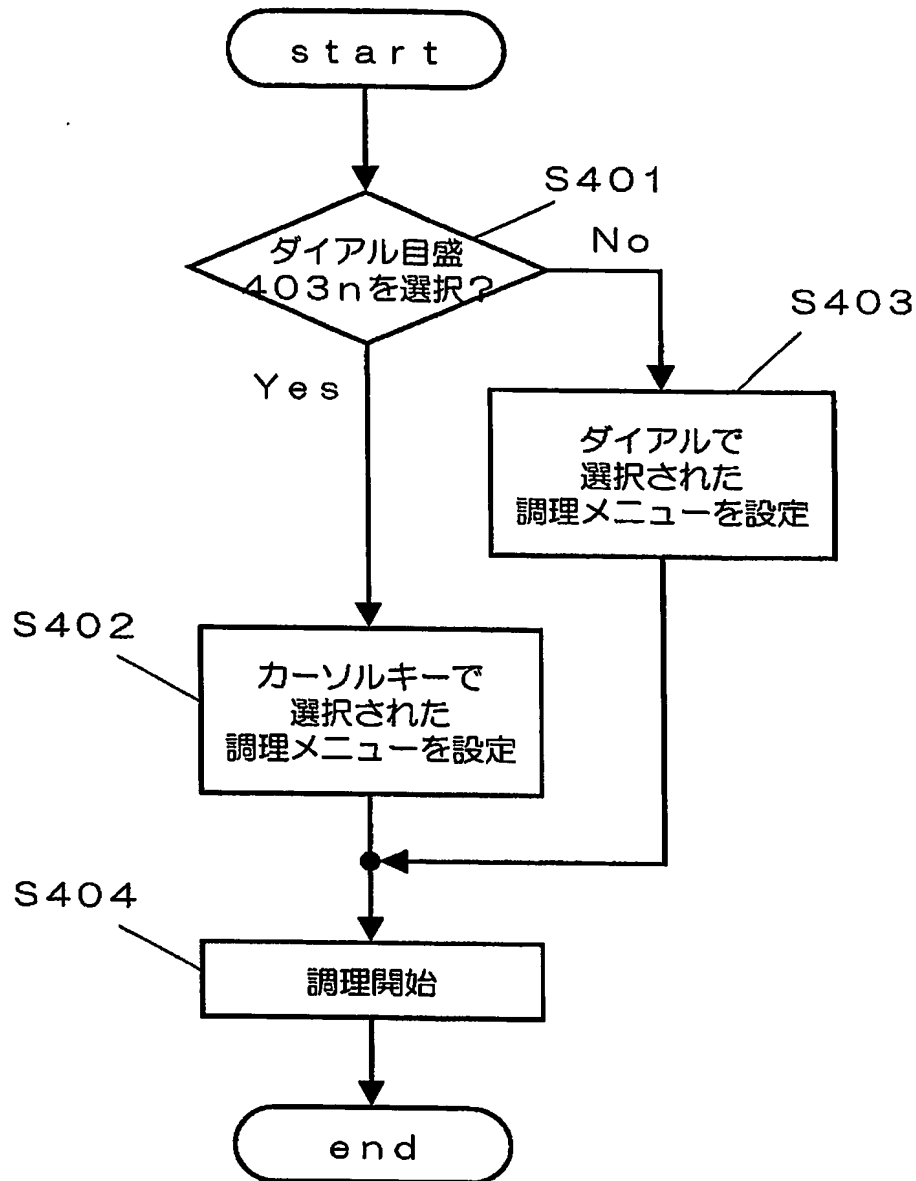 start
S401
ダイアル目盛
403nを選択?
No
Yes
S403
ダイアルで
選択された
調理メニューを設定
S402
カーソルキーで
選択された
調理メニューを設定
S404
調理開始
end